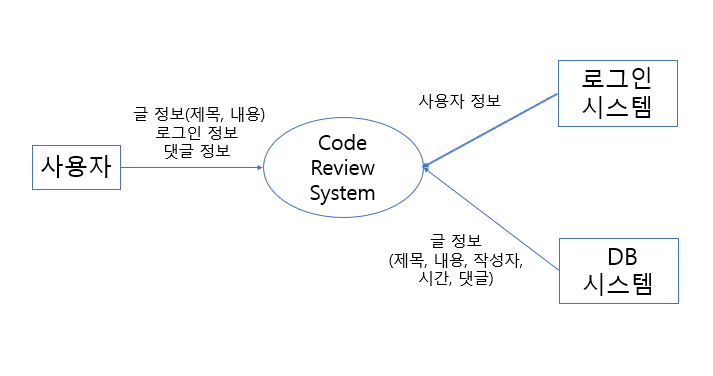 사용자
글 정보(제목, 내용)
로그인 정보
댓글 정보
Code
Review
System
사용자 정보
로그인
시스템
글 정보
(제목, 내용, 작성자,
시간, 댓글)
DB
시스템